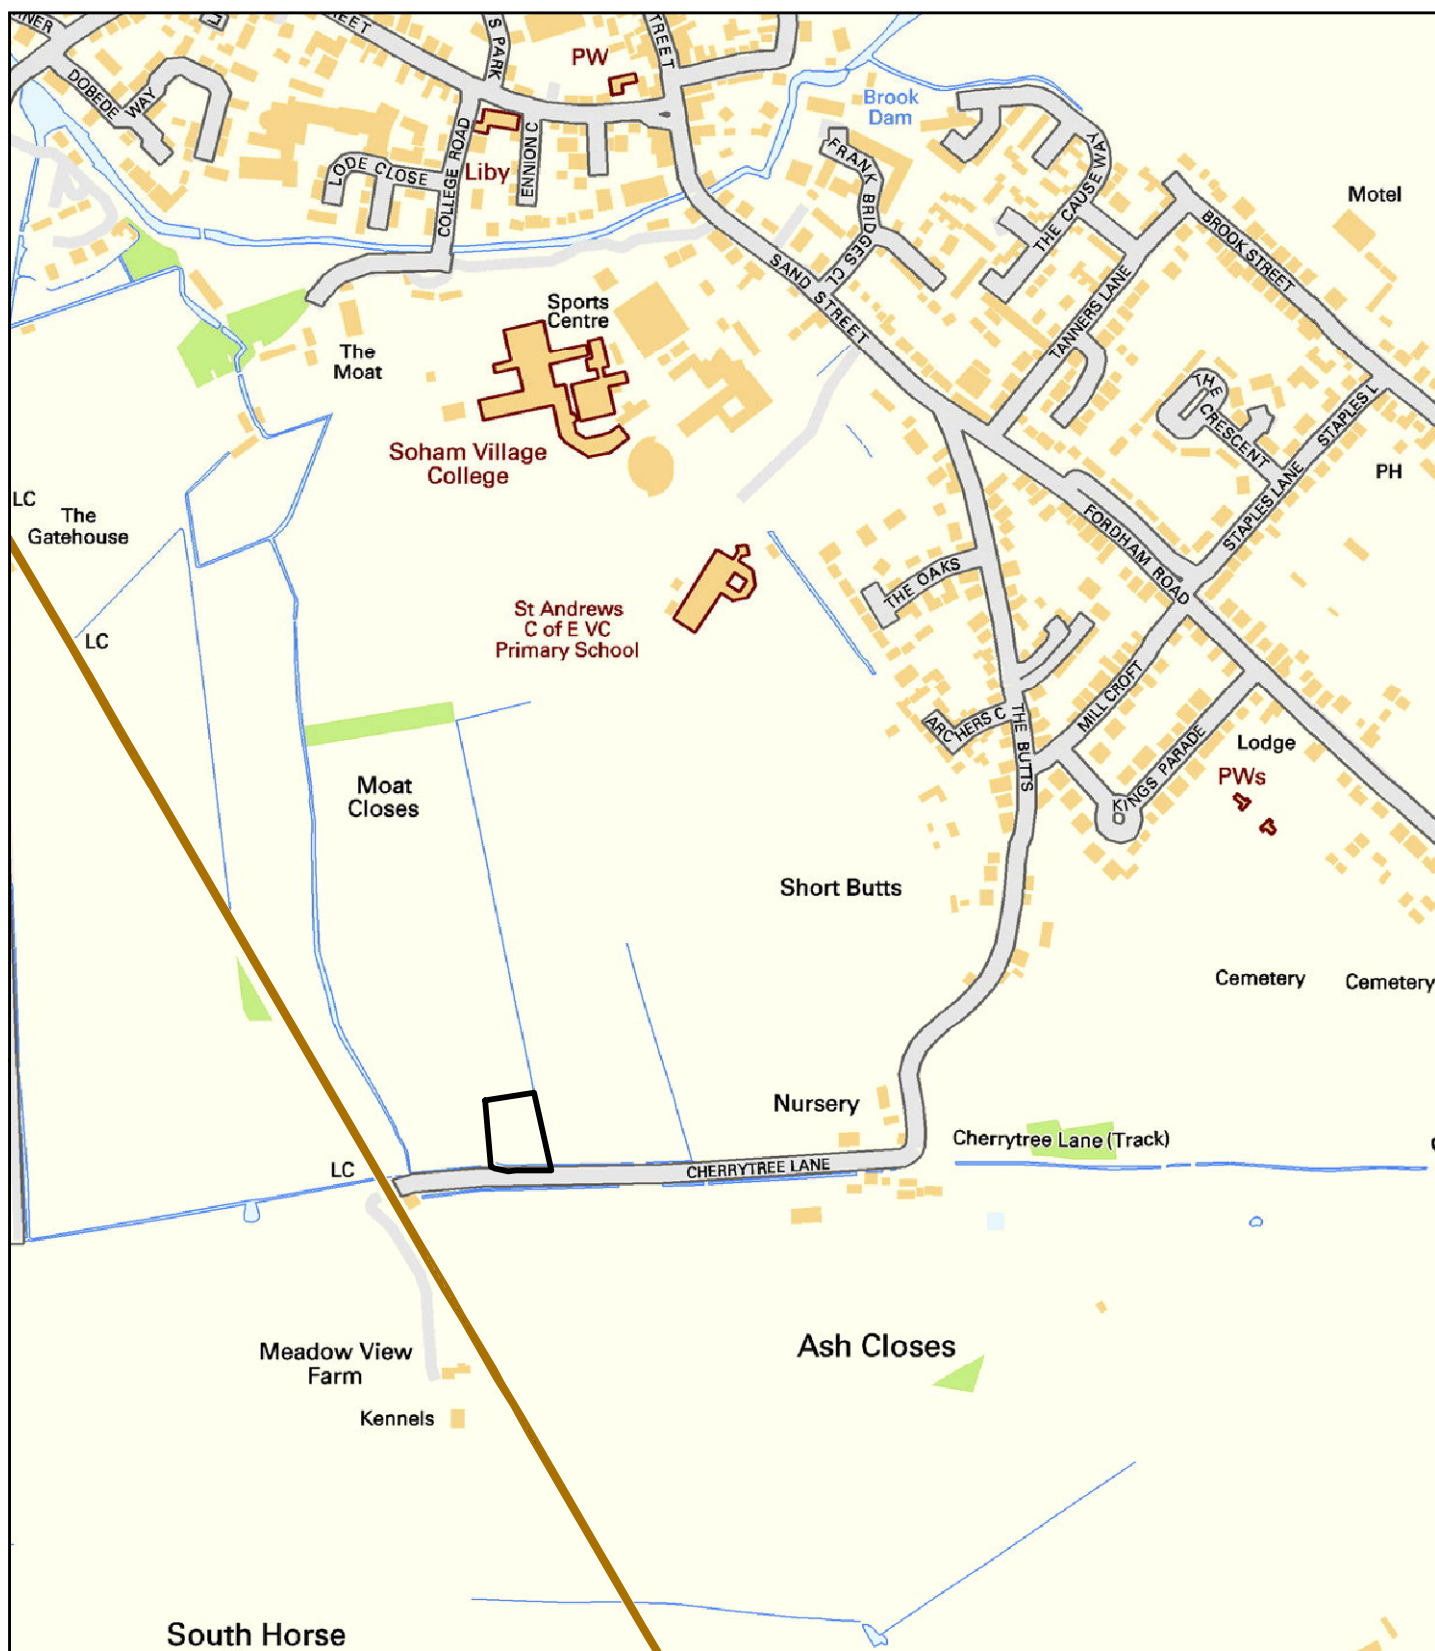 STREET
S PARK
STREET
PW
DOBEDE
WAY
COLLEGE ROAD
LODE CLOSE
Liby
ENNION C
Brook
Dam
FRANK BRIDGES CL
THE CAUSEWAY
Motel
BROOK STREET
SAND STREET
TANNERS LANE
Sports
Centre
The
Moat
THE CRESCENT
STAPLES L
STAPLES LANE
Soham Village
College
PH
LC
The
Gatehouse
FORDHAM ROAD
THE OAKS
St Andrews
C of E VC
Primary School
LC
ARCHERS C
THE BUTTS
MILL CROFT
KINGS PARADE
Lodge
PWs
Moat
Closes
Short Butts
Cemetery
Cemetery
Nursery
Cherrytree Lane (Track)
LC
CHERRYTREE LANE
Meadow View
Farm
Ash Closes
Kennels
South Horse